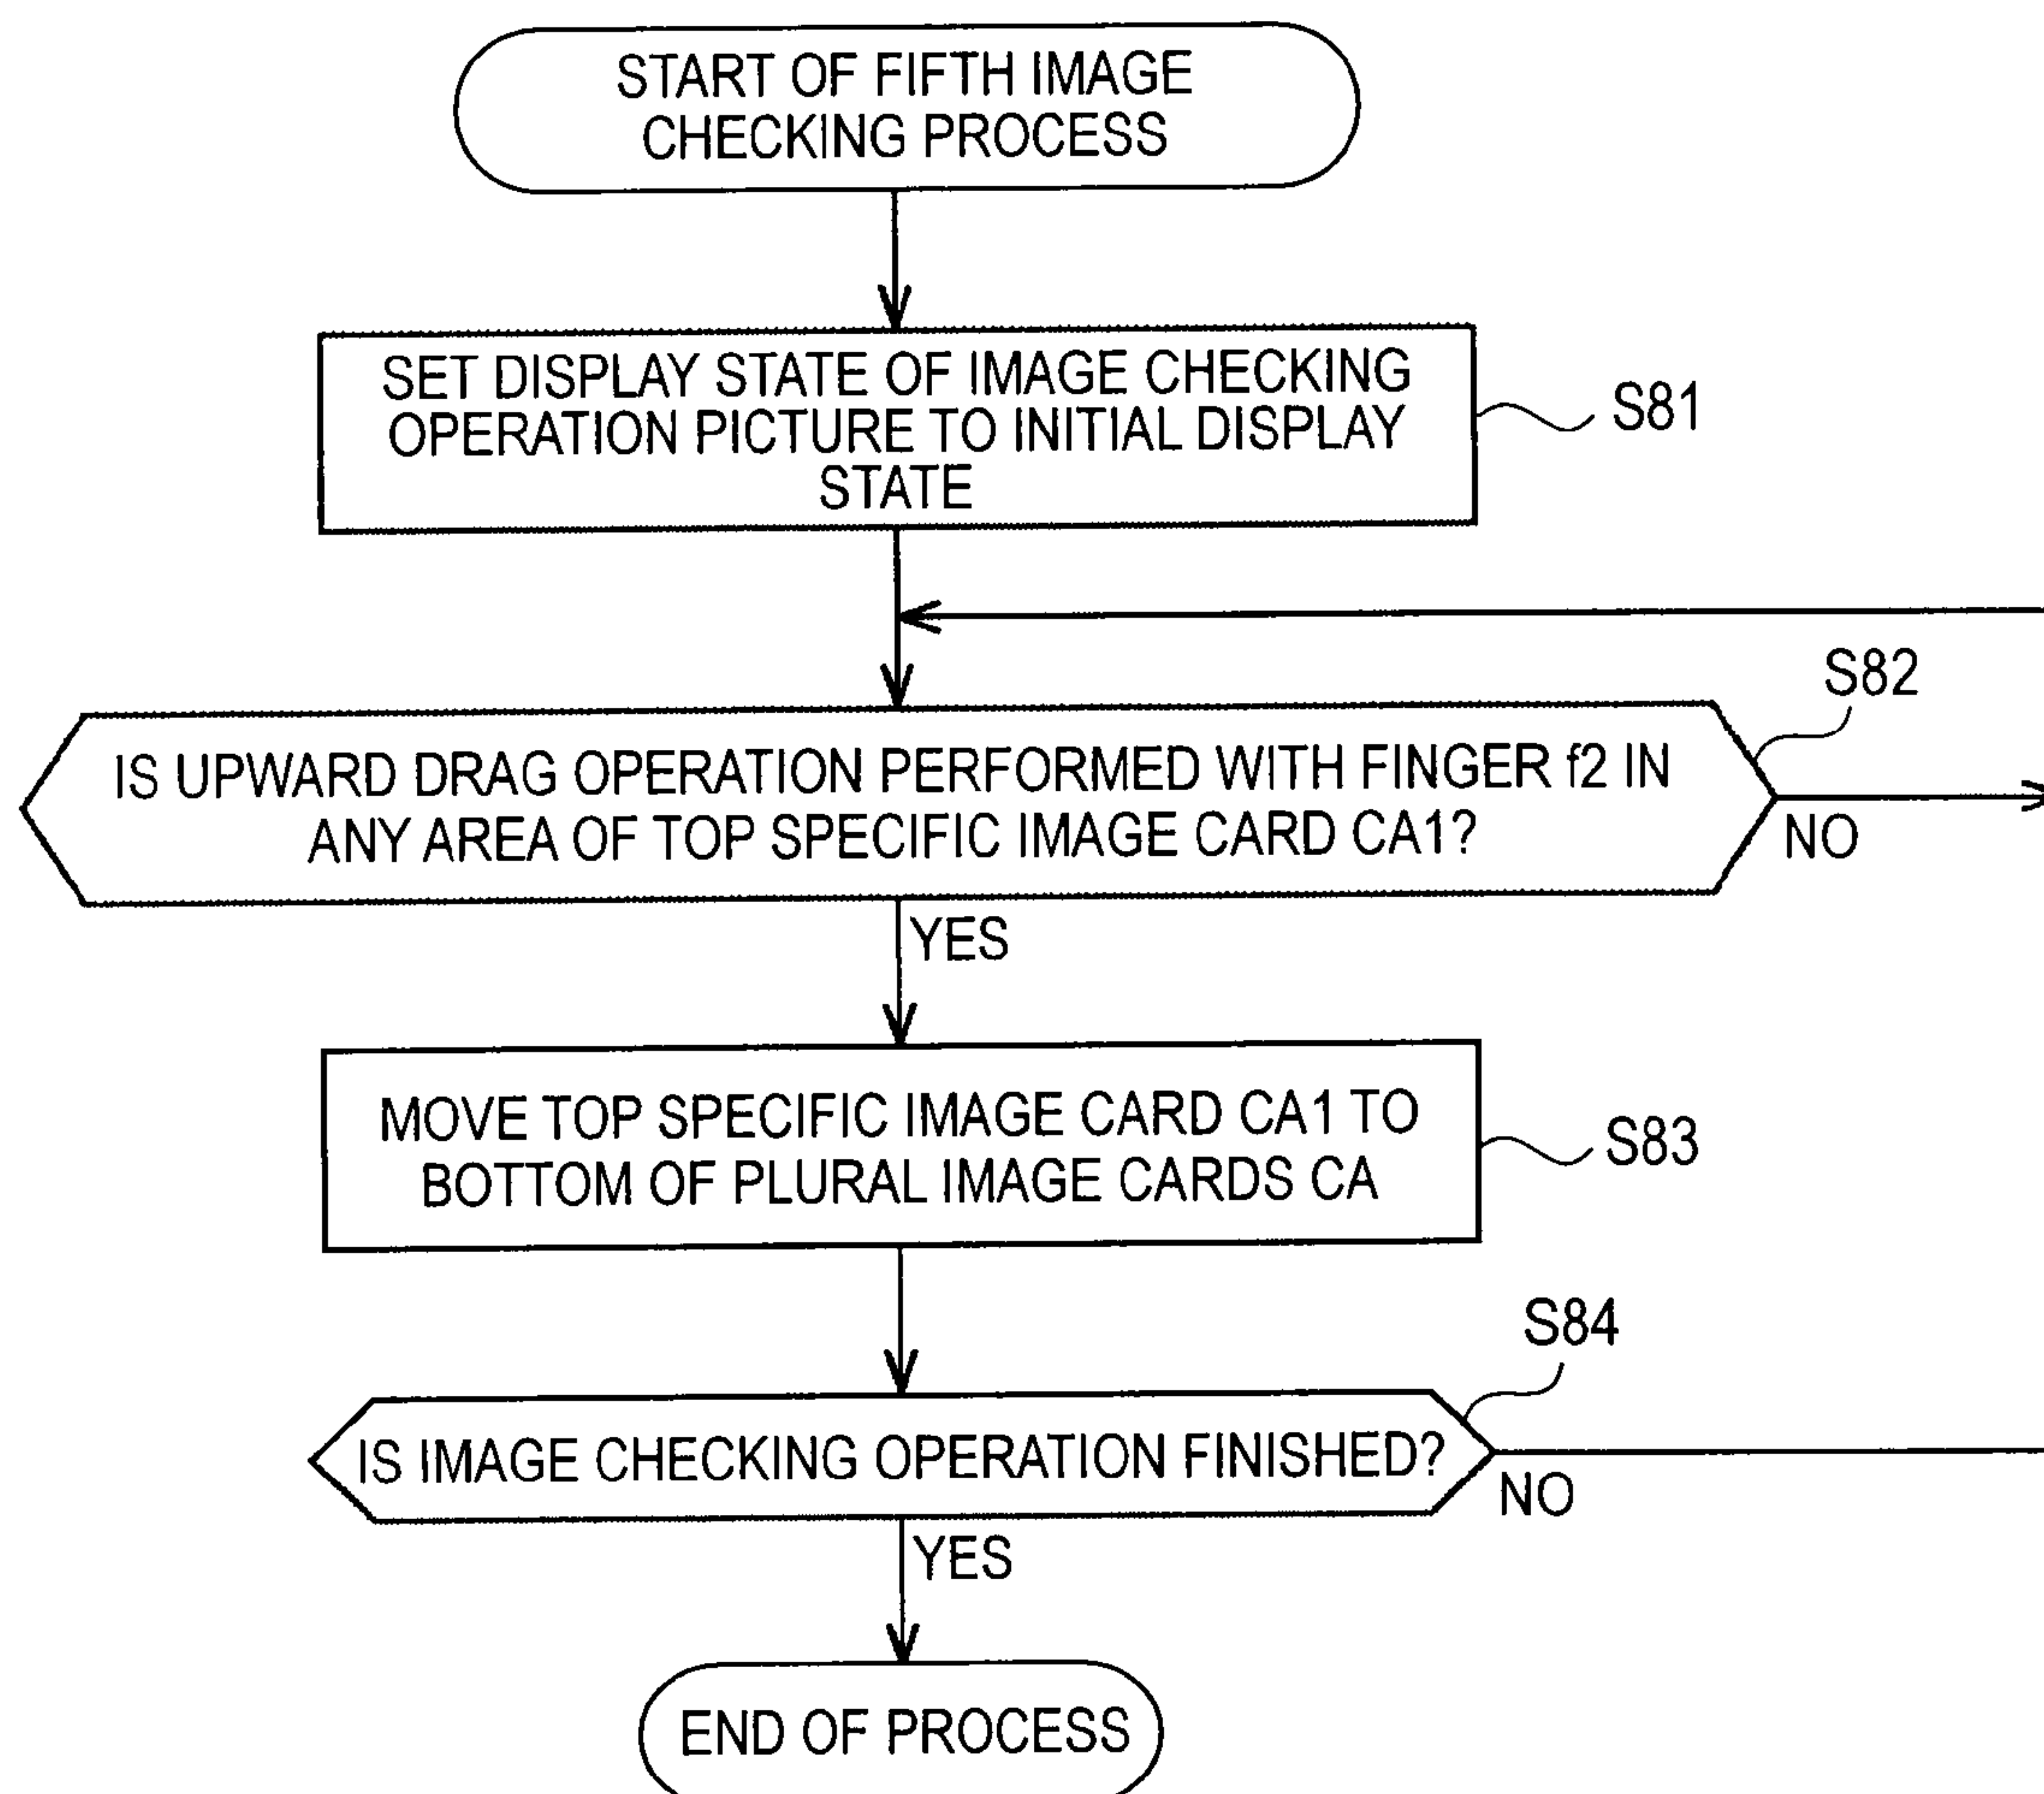 START OF FIFTH IMAGE
CHECKING PROCESS
SET DISPLAY STATE OF IMAGE CHECKING
OPERATION PICTURE TO INITIAL DISPLAY
STATE
S81
S82
IS UPWARD DRAG OPERATION PERFORMED WITH FINGER f2 IN
ANY AREA OF TOP SPECIFIC IMAGE CARD CA1?
NO
YES
MOVE TOP SPECIFIC IMAGE CARD CA1 TO
BOTTOM OF PLURAL IMAGE CARDS CA
S83
S84
IS IMAGE CHECKING OPERATION FINISHED?
NO
YES
END OF PROCESS